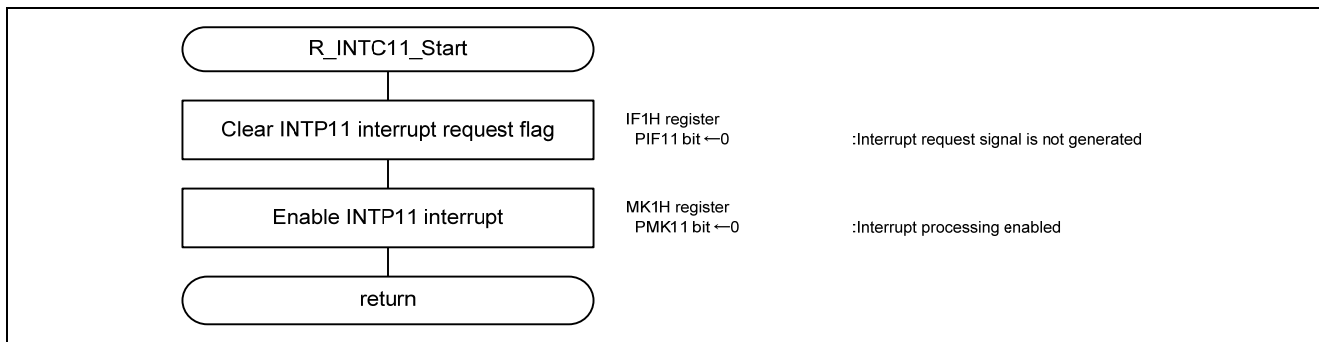 R_INTC11_Start
Clear INTP11 interrupt request flag
IF1H register
PIF11 bit ←0 :Interrupt request signal is not generated
Enable INTP11 interrupt
MK1H register
PMK11 bit ←0 :Interrupt processing enabled
return